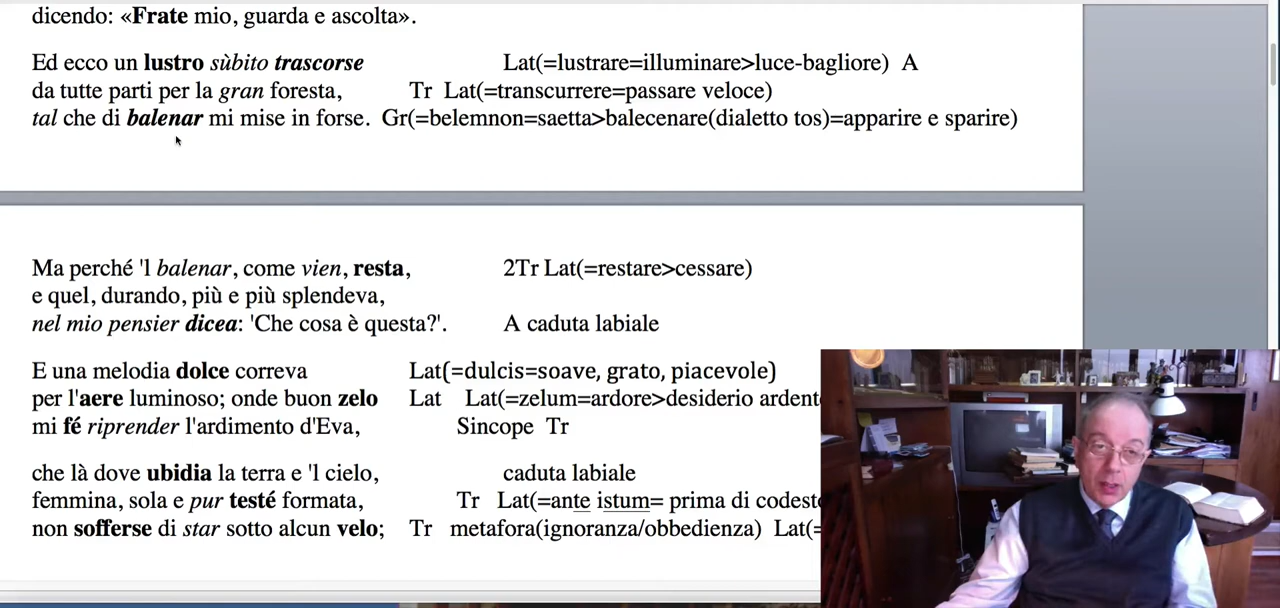 dicendo: «Frate mio, guarda e ascolta».
Ed ecco un lustro sùbito trascorse Lat(=lustrare=illuminare>luce-bagliore) A
da tutte parti per la gran foresta, Tr Lat(=transcurrere=passare veloce)
tal che di balenar mi mise in forse. Gr(=belemnon=saetta>balecenare(dialetto tos)=apparire e sparire)
Ma perché 'l balenar, come vien, resta, 2Tr Lat(=restare>cessare)
e quel, durando, più e più splendeva,
nel mio pensier dicea: 'Che cosa è questa?'. A caduta labiale
E una melodia dolce correva Lat(=dulcis=soave, grato, piacevole)
per l'aere luminoso; onde buon zelo Lat Lat(=zelum=ardore>desiderio
mi fé riprender l'ardimento d'Eva, Sincope Tr
che là dove ubidia la terra e 'l cielo, caduta labiale
femmina, sola e pur testé formata, Tr Lat(=ante istum= prima di
non sofferse di star sotto alcun velo; Tr metafora(ignoranza/obbedienza) Lat(=